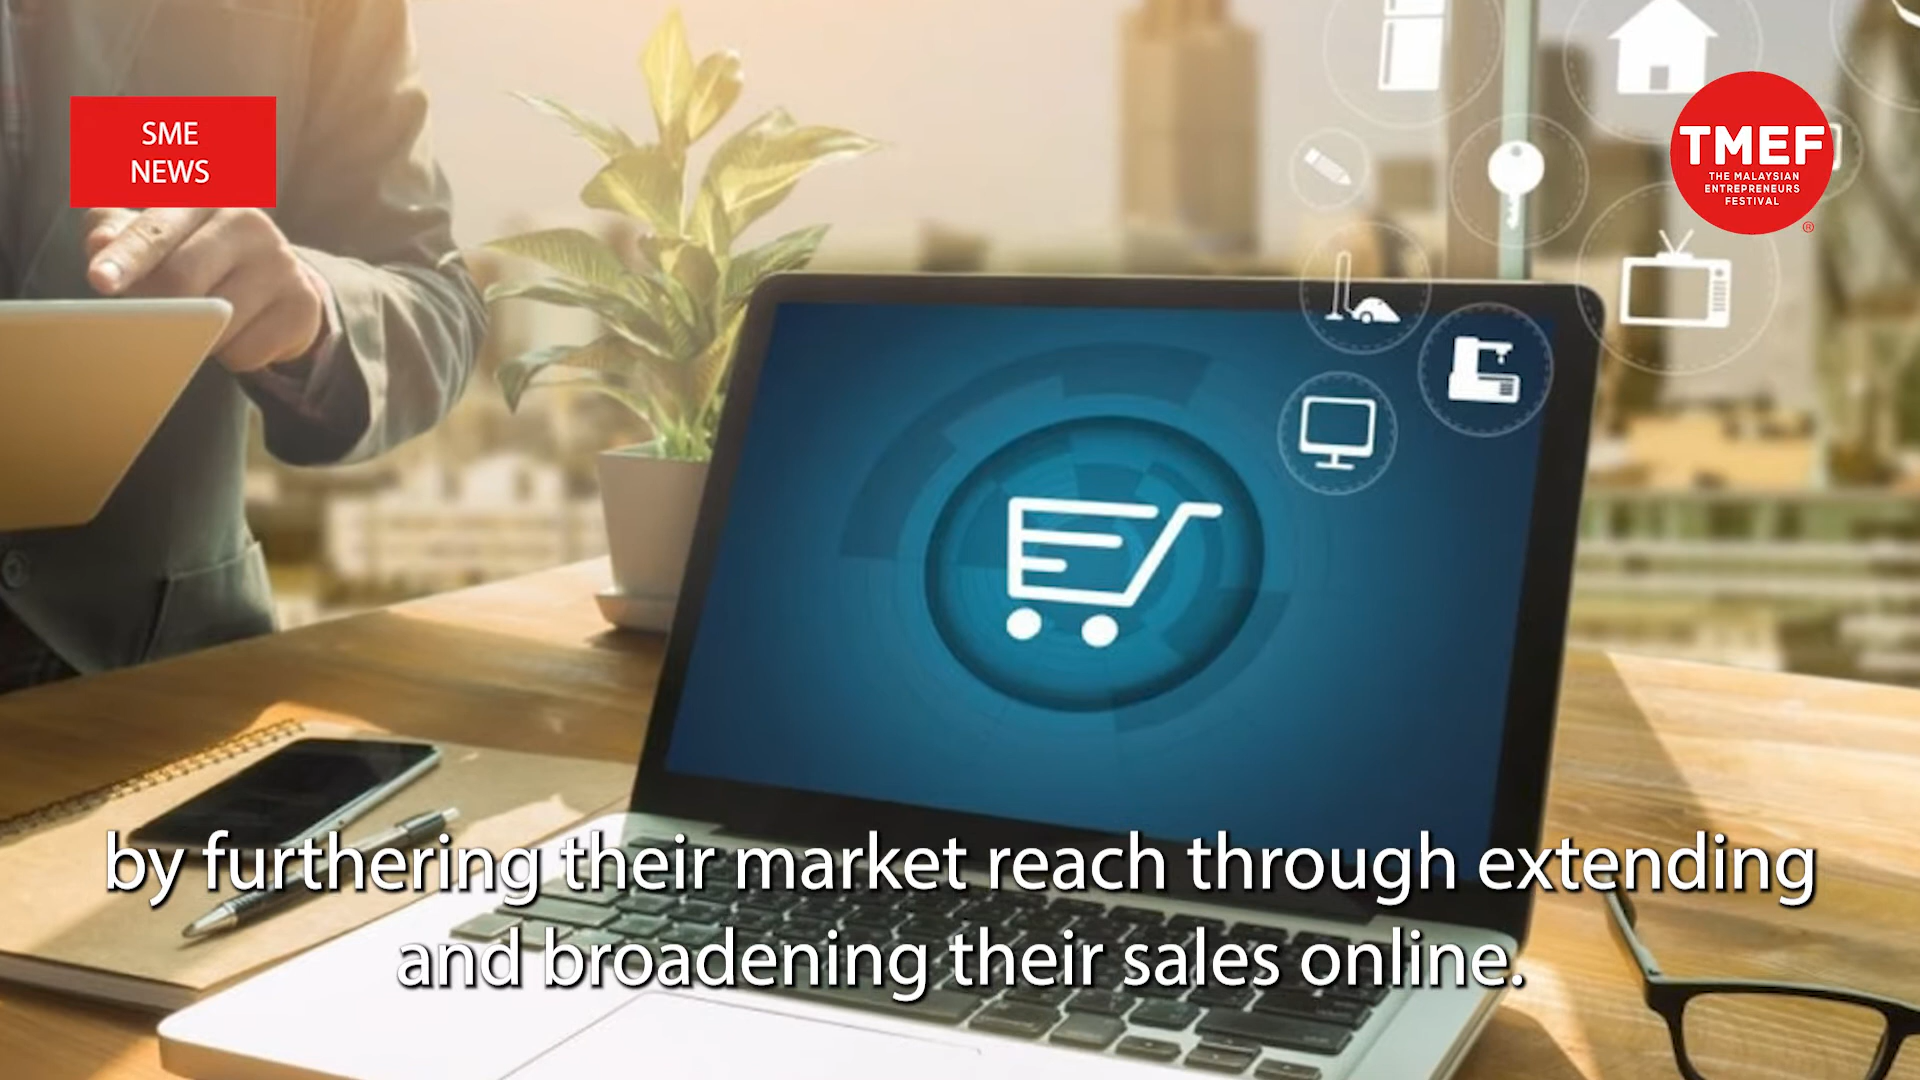 SME
NEWS
TMEF
THE MALAYSIAN
ENTREPRENEURS
FESTIVAL
®
by furthering their market reach through extending
and broadening their sales online.